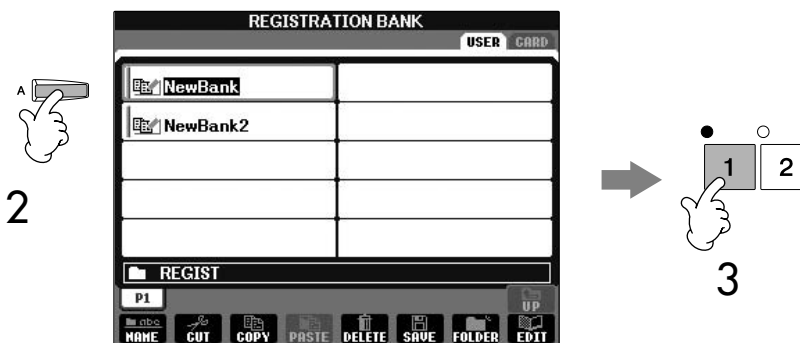 REGISTRATION BANK
USER CARD
A
NewBank
NewBank2
2
1 2
3
REGIST
P1
UP
abc
NAME CUT COPY PASTE DELETE SAVE FOLDER EDIT